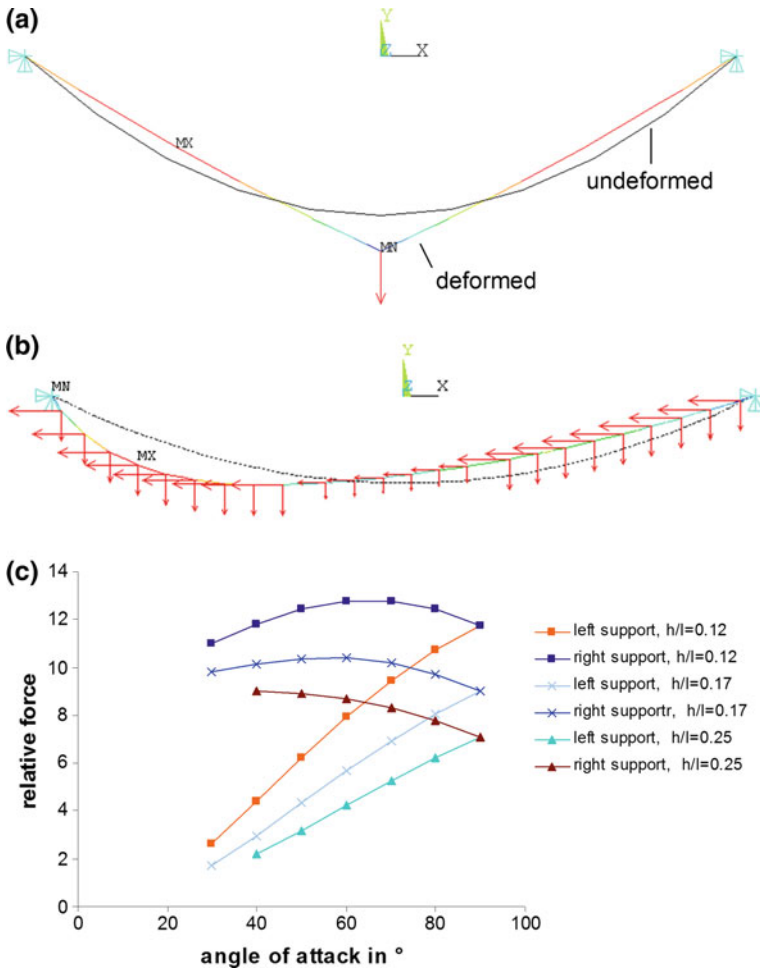 (a)
Y
Z
X
MX
undeformed
MN
deformed
(b)
Y
Z
X
MN
MX
(c)
14
12
10
8
6
4
2
0
relative force
0 20 40 60 80 100
angle of attack in °
left support, h/l=0.12
right support, h/l=0.12
left support, h/l=0.17
right supportr, h/l=0.17
left support, h/l=0.25
right support, h/l=0.25